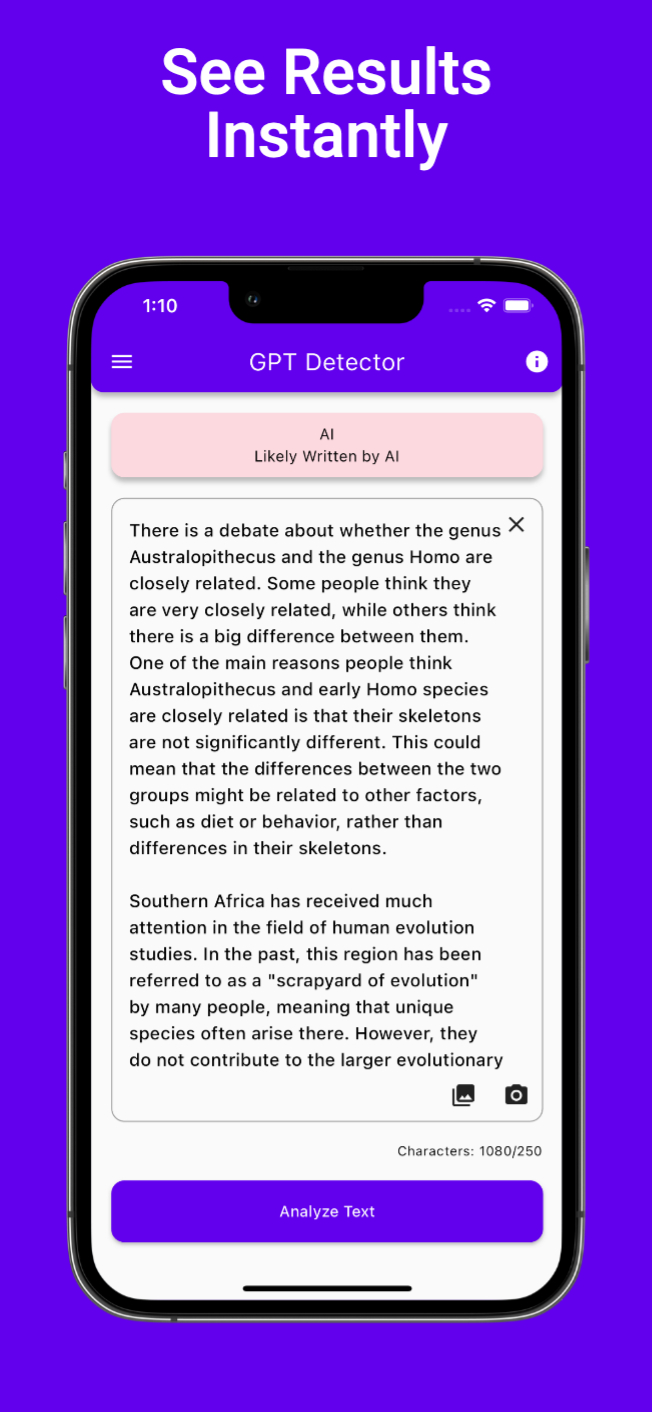 See Results
Instantly
1:10
GPT Detector
AI
Likely Written by AI
There is a debate about whether the genus
Australopithecus and the genus Homo are
closely related. Some people think they
are very closely related, while others think
there is a big difference between them.
One of the main reasons people think
Australopithecus and early Homo species
are closely related is that their skeletons
are not significantly different. This could
mean that the differences between the two
groups might be related to other factors,
such as diet or behavior, rather than
differences in their skeletons.
Southern Africa has received much
attention in the field of human evolution
studies. In the past, this region has been
referred to as a "scrapyard of evolution"
by many people, meaning that unique
species often arise there. However, they
do not contribute to the larger evolutionary
Characters: 1080/250
Analyze Text